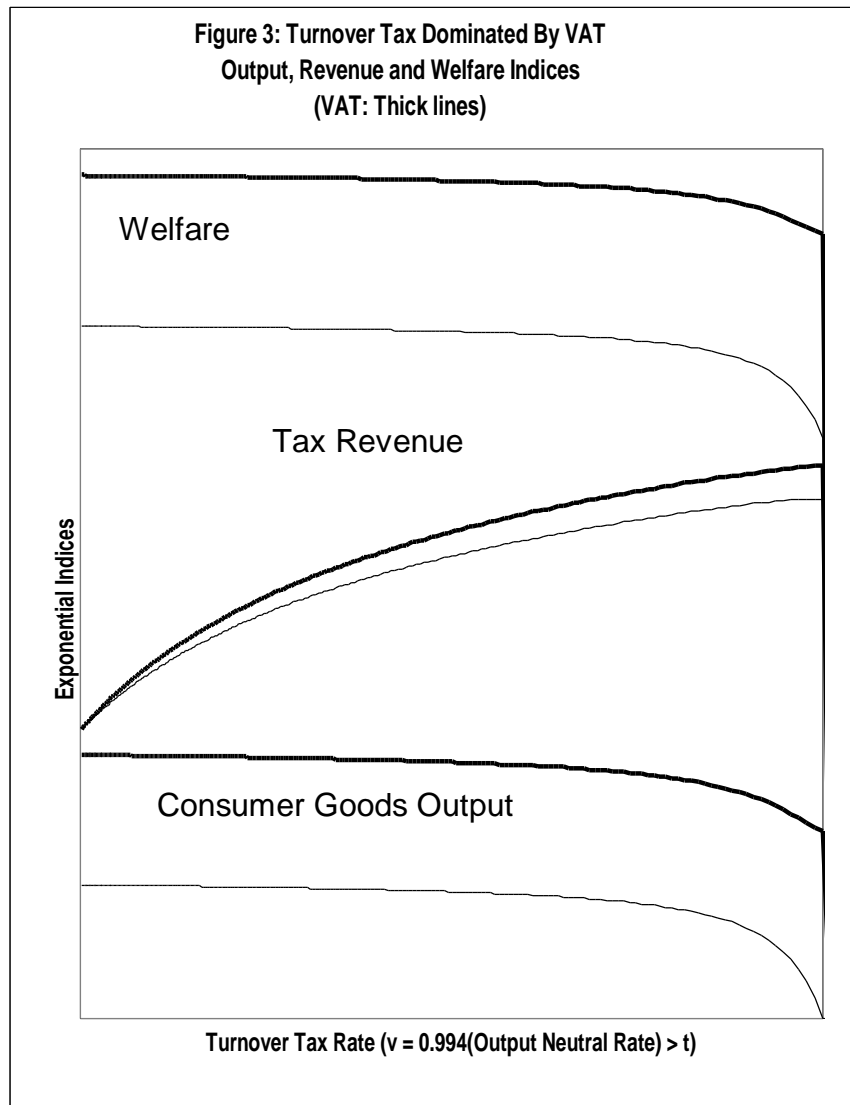 Figure 3: Turnover Tax Dominated By VAT
Output, Revenue and Welfare Indices
(VAT: Thick lines)
Welfare
Tax Revenue
Exponential Indices
Consumer Goods Output
Turnover Tax Rate (v = 0.994(Output Neutral Rate) > t)